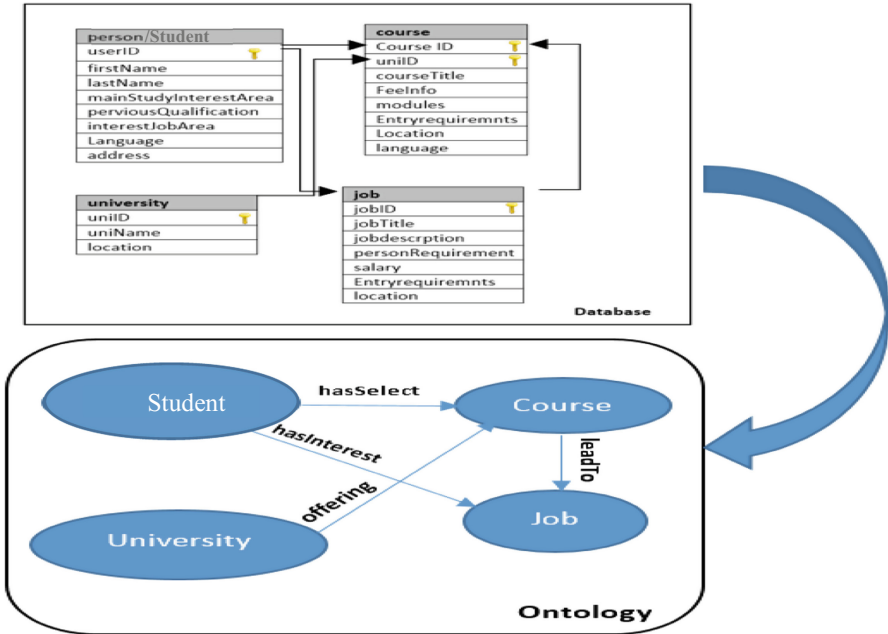 person/Student
userID
firstName
lastName
mainStudyInterestArea
perviousQualification
interestJobArea
Language
address
course
Course ID
uniID
courseTitle
FeeInfo
modules
Entryrequiremnts
Location
language
university
uniID
uniName
location
job
jobID
jobTitle
jobdescrption
personRequirement
salary
Entryrequiremnts
location
Database
Student
hasSelect
Course
hasInterest
leadTo
offering
University
Job
Ontology